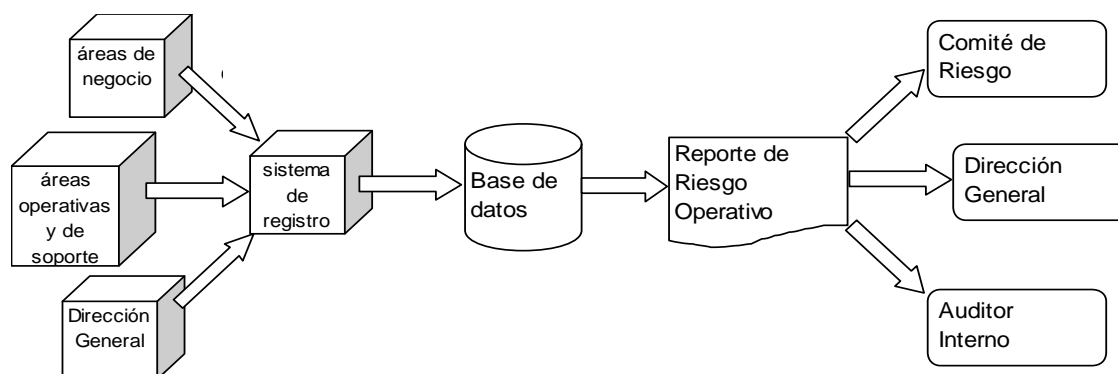 áreas de
negocio
áreas
operativas
y de
soporte
Dirección
General
sistema
de
registro
Base de
datos
Reporte de
Riesgo
Operativo
Comité de
Riesgo
Dirección
General
Auditor
Interno